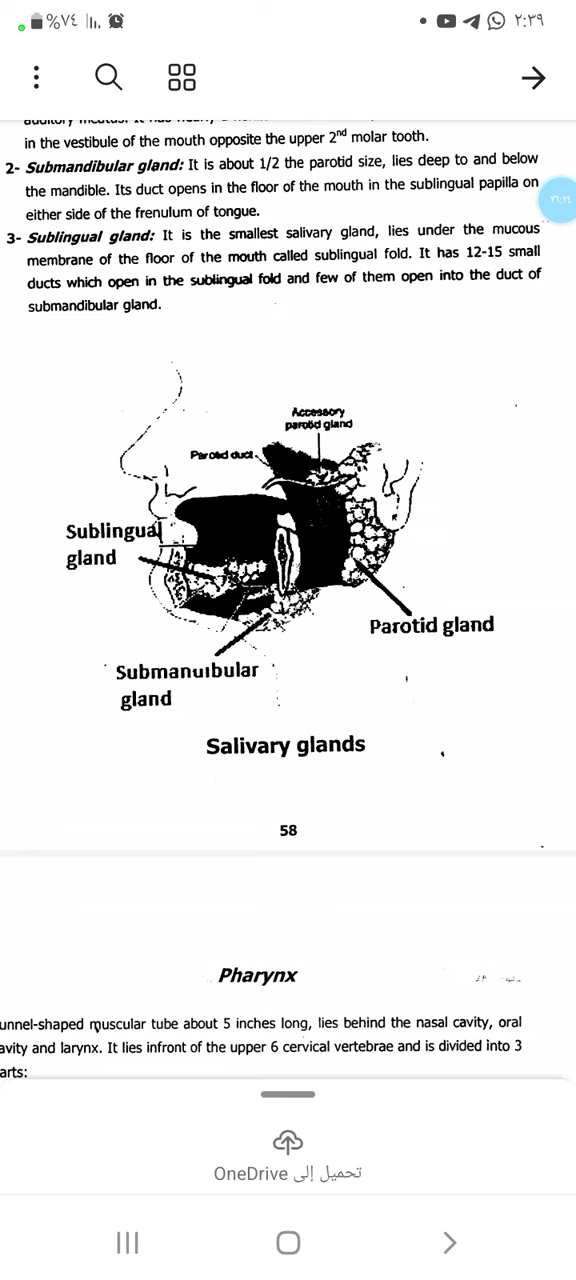 %٧٤
٢:٣٩
in the vestibule of the mouth opposite the upper 2nd molar tooth.
2- Submandibular gland: It is about 1/2 the parotid size, lies deep to and below
the mandible. Its duct opens in the floor of the mouth in the sublingual papilla on
either side of the frenulum of tongue.
3- Sublingual gland: It is the smallest salivary gland, lies under the mucous
membrane of the floor of the mouth called sublingual fold. It has 12-15 small
ducts which open in the sublingual fold and few of them open into the duct of
submandibular gland.
Accessory
parotid gland
Parotid duct
Sublingual
gland
Parotid gland
Submandibular
gland
Salivary glands
58
Pharynx
unnel-shaped muscular tube about 5 inches long, lies behind the nasal cavity, oral
avity and larynx. It lies infront of the upper 6 cervical vertebrae and is divided into 3
arts:
تحميل إلى OneDrive